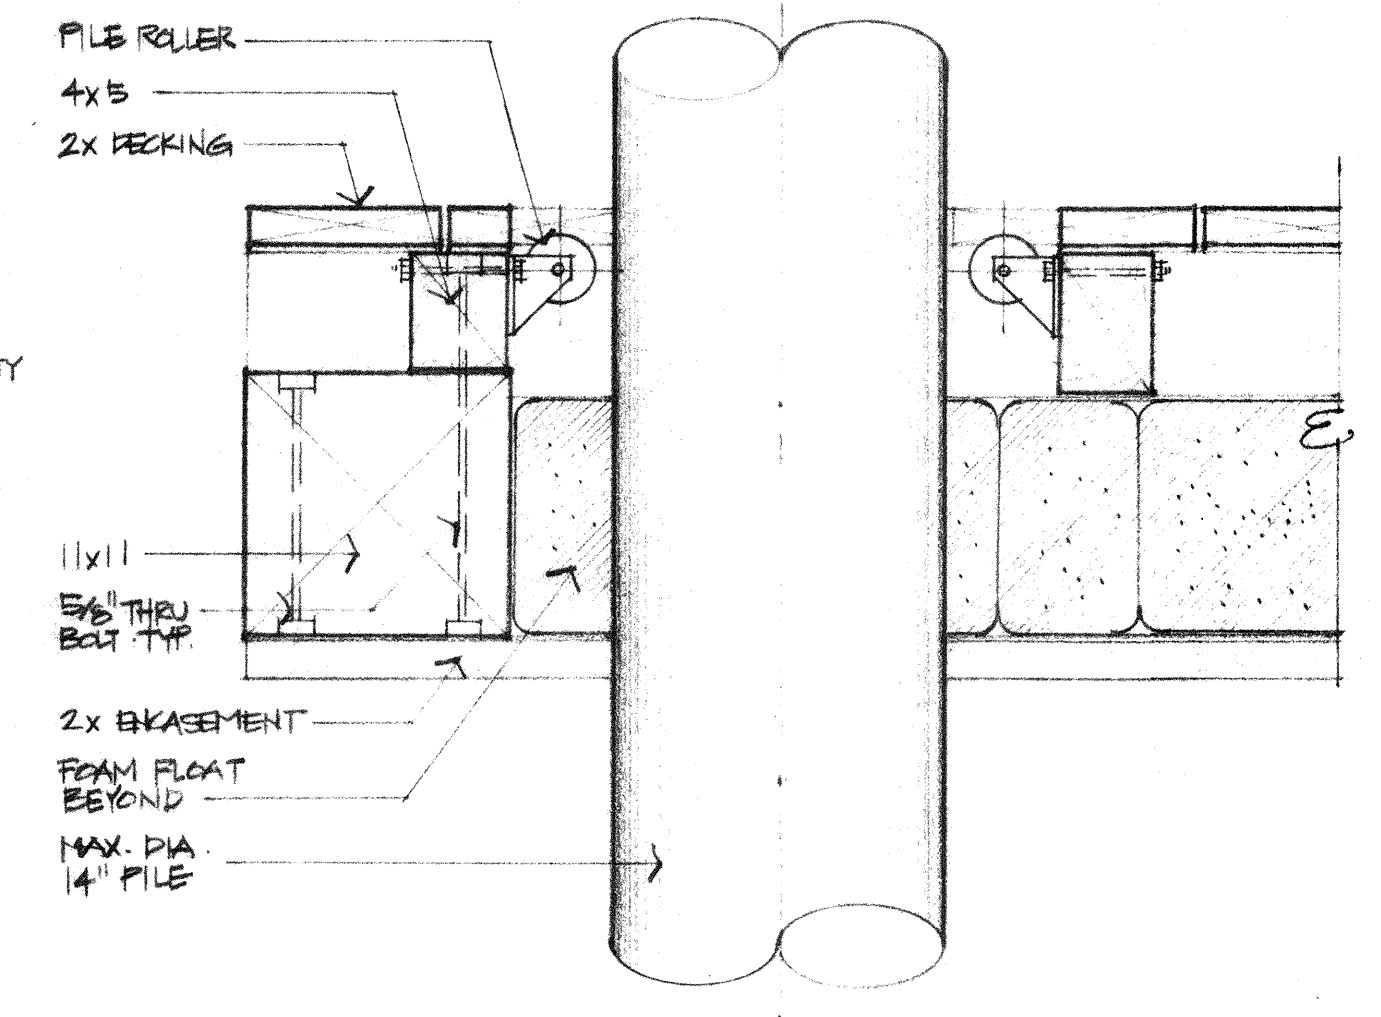 PILE ROLLER
4x5
2x DECKING
TY
11x11
5/8" THRU
BOLT TYP.
2x ENCASEMENT
FOAM FLOAT
BEYOND
MAX. DIA.
14" PILE